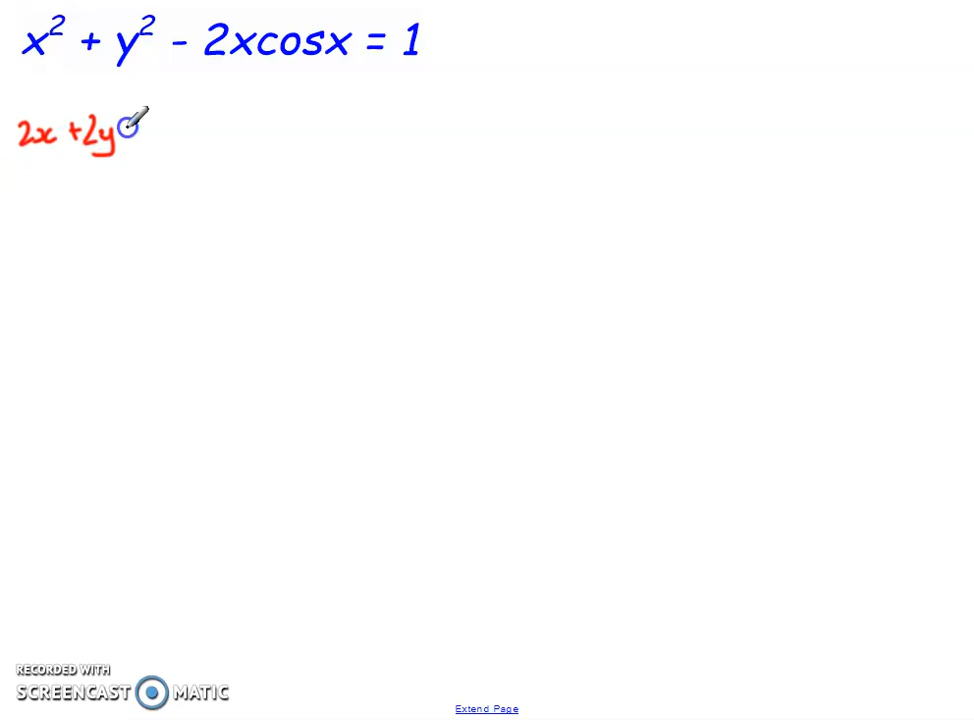 x² + y² - 2xcosx = 1
2x +2y
RECORDED WITH
SCREENCAST MATIC
Extend Page